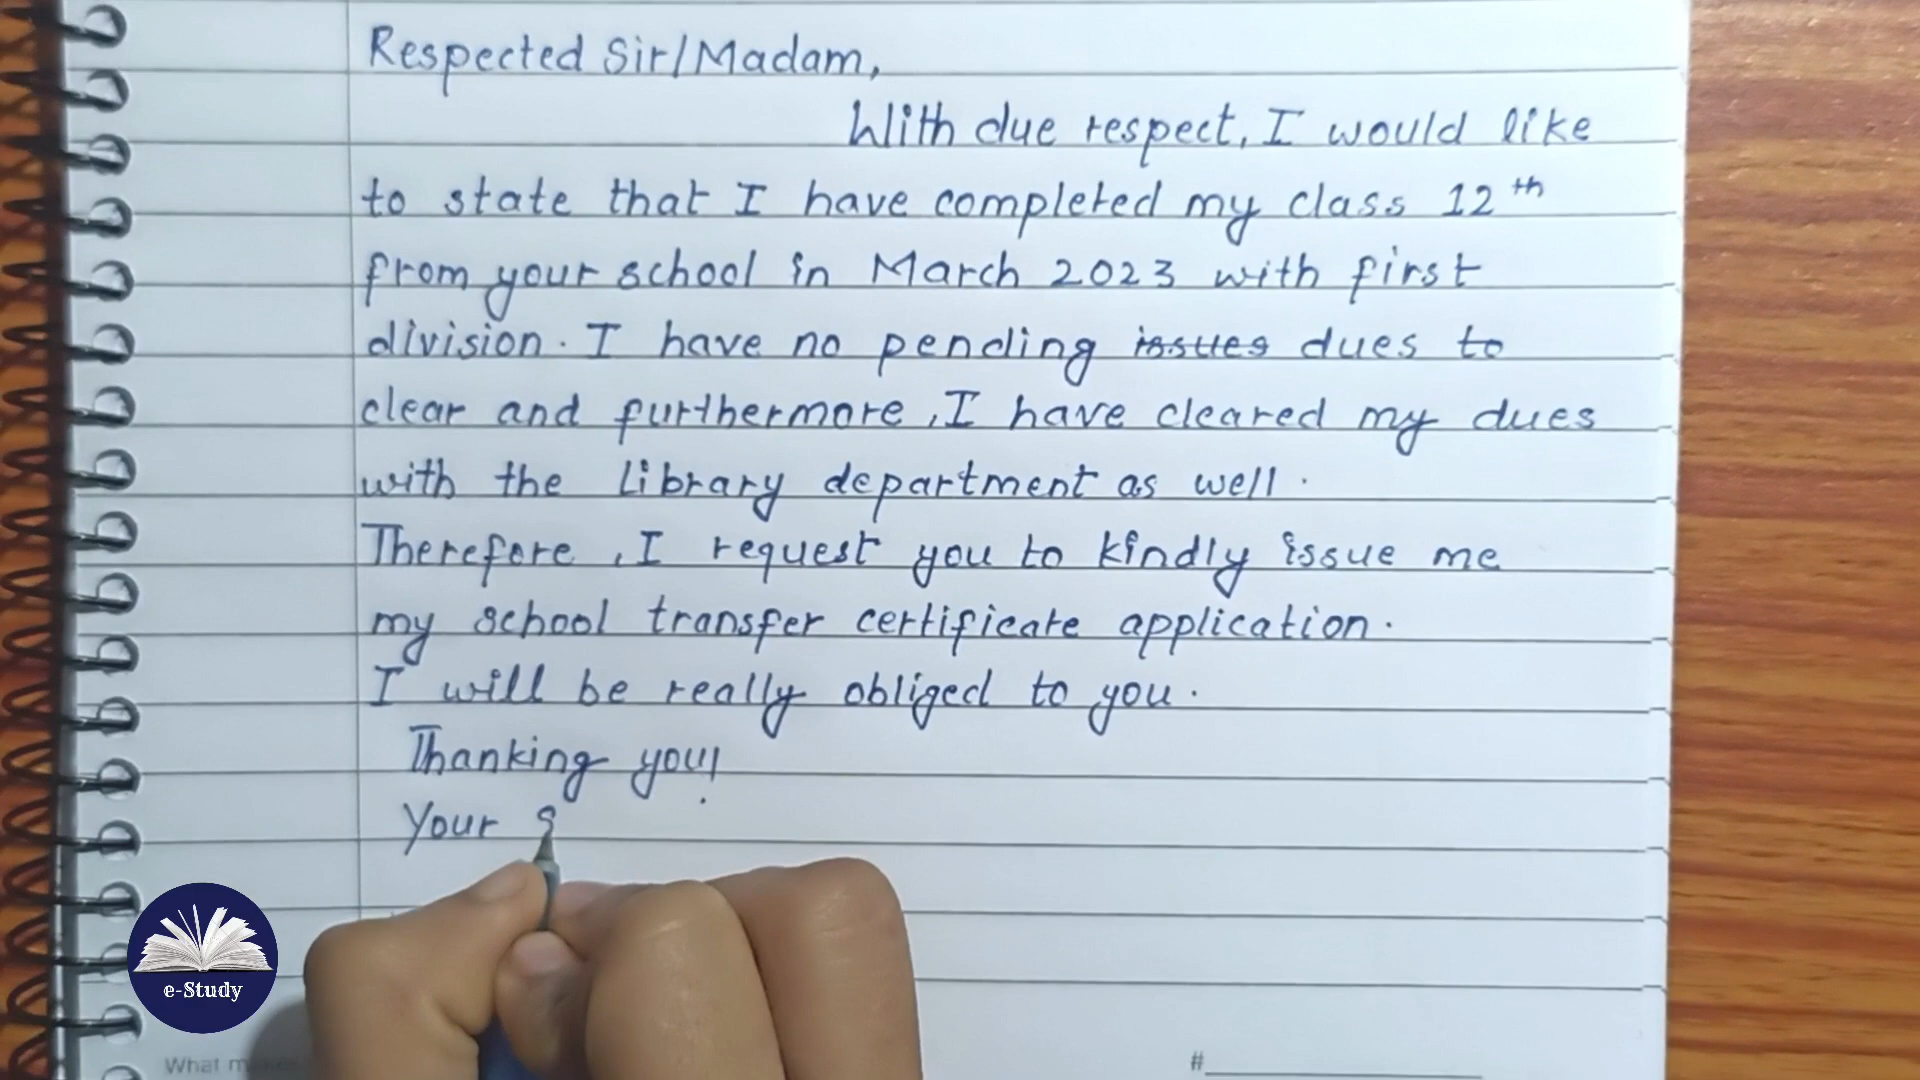 Respected Sir/Madam,
With due respect, I would like
to state that I have completed my class 12th
from your school in March 2023 with first
division. I have no pending issues dues to
clear and furthermore, I have cleared my dues
with the library department as well.
Therefore, I request you to kindly issue me
my school transfer certificate application.
I will be really obliged to you.
Thanking you!
Your s
e-Study
What
#